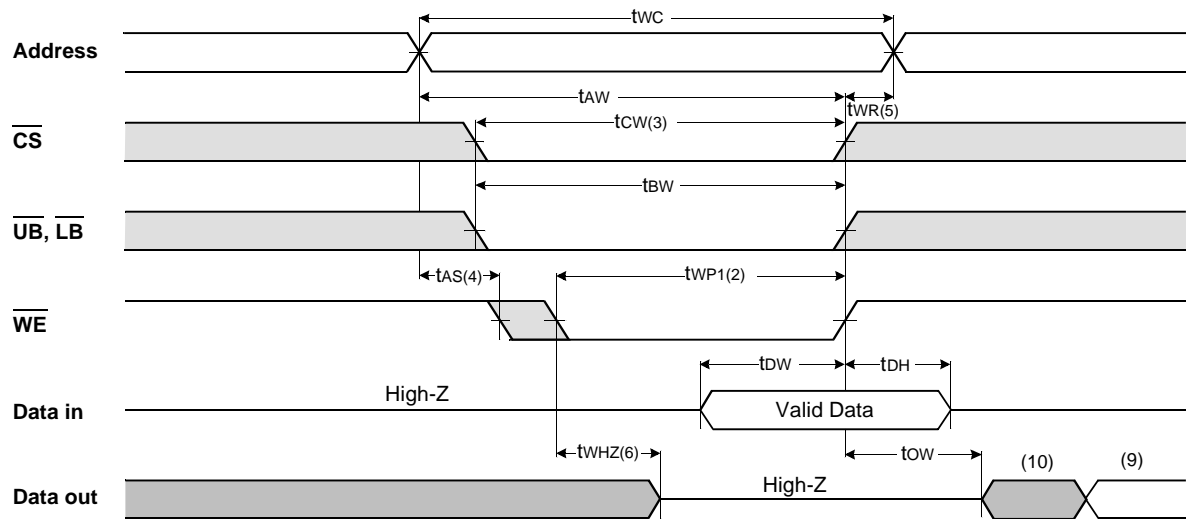 tWC
Address
tAW
tWR(5)
CS
tCW(3)
tBW
UB, LB
tAS(4)
tWP1(2)
WE
tDW
tDH
High-Z
Data in
Valid Data
tWHZ(6)
tOW
(10)
(9)
High-Z
Data out